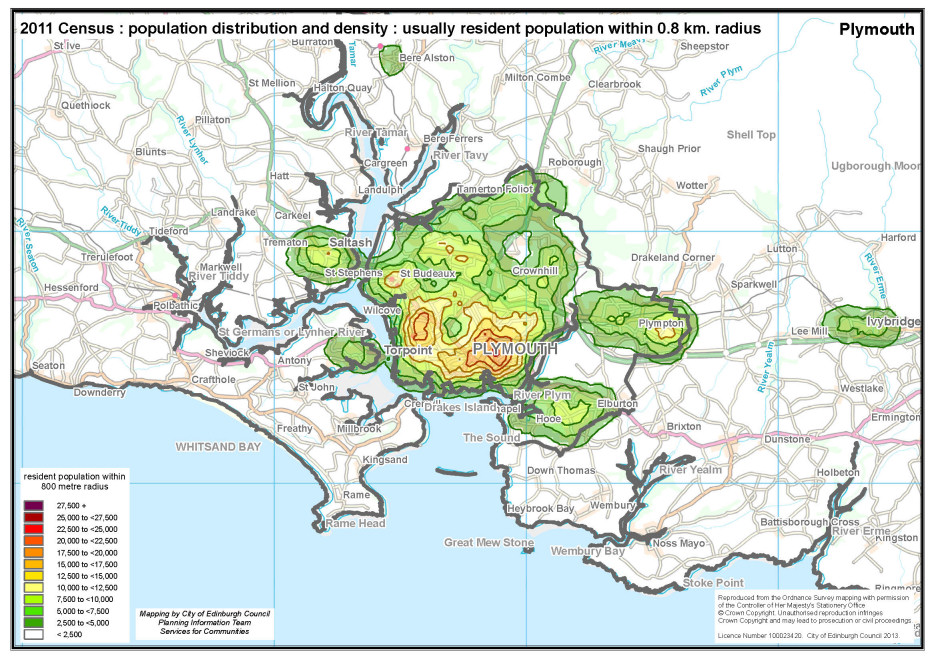 2011 Census : population distribution and density : usually resident population within 0.8 km. radius
Plymouth
St Ive
Burraton
Tamar
Bere Alston
River Meavy
Sheepstor
St Mellion
Halton Quay
Milton Combe
Clearbrook
River Plym
Quethiock
Pillaton
River Lynher
River Tamar
Bere Ferrers
River Tavy
Shell Top
Blunts
Cargreen
Roborough
Shaugh Prior
Ugborough Moor
Hatt
Landulph
Tamerton Foliot
Wotter
Landrake
Carkeel
River Tiddy
Tideford
Trematon
Saltash
Lutton
Harford
River Seaton
Trerulefoot
Markwell
River Tiddy
St Stephens
St Budeaux
Crownhill
Drakeland Corner
River Erme
Hessenford
Sparkwell
Polbathic
Wilcove
St Germans or Lynher River
Plympton
Lee Mill
Ivybridge
Sheviock
Antony
Torpoint
PLYMOUTH
River Yealm
Seaton
Crafthole
St John
Downderry
Drakes Island
River Plym
Elburton
Westlake
Freathy
Millbrook
Hooe
Ermington
WHITSAND BAY
The Sound
Brixton
Dunstone
Kingsand
Down Thomas
River Yealm
Holbeton
Rame
Heybrook Bay
Wembury
Rame Head
Battisborough Cross
River Erme
Great Mew Stone
Wembury Bay
Noss Mayo
Kingston
Stoke Point
Ringmore
resident population within
800 metre radius
27,500 +
25,000 to <27,500
22,500 to <25,000
20,000 to <22,500
17,500 to <20,000
15,000 to <17,500
12,500 to <15,000
10,000 to <12,500
7,500 to <10,000
5,000 to <7,500
2,500 to <5,000
< 2,500
Mapping by City of Edinburgh Council
Planning Information Team
Services for Communities
Reproduced from the Ordnance Survey mapping with permission
of the Controller of Her Majesty's Stationery Office
© Crown Copyright. Unauthorised reproduction infringes
Crown Copyright and may lead to prosecution or civil proceedings
Licence Number 100023420. City of Edinburgh Council 2013